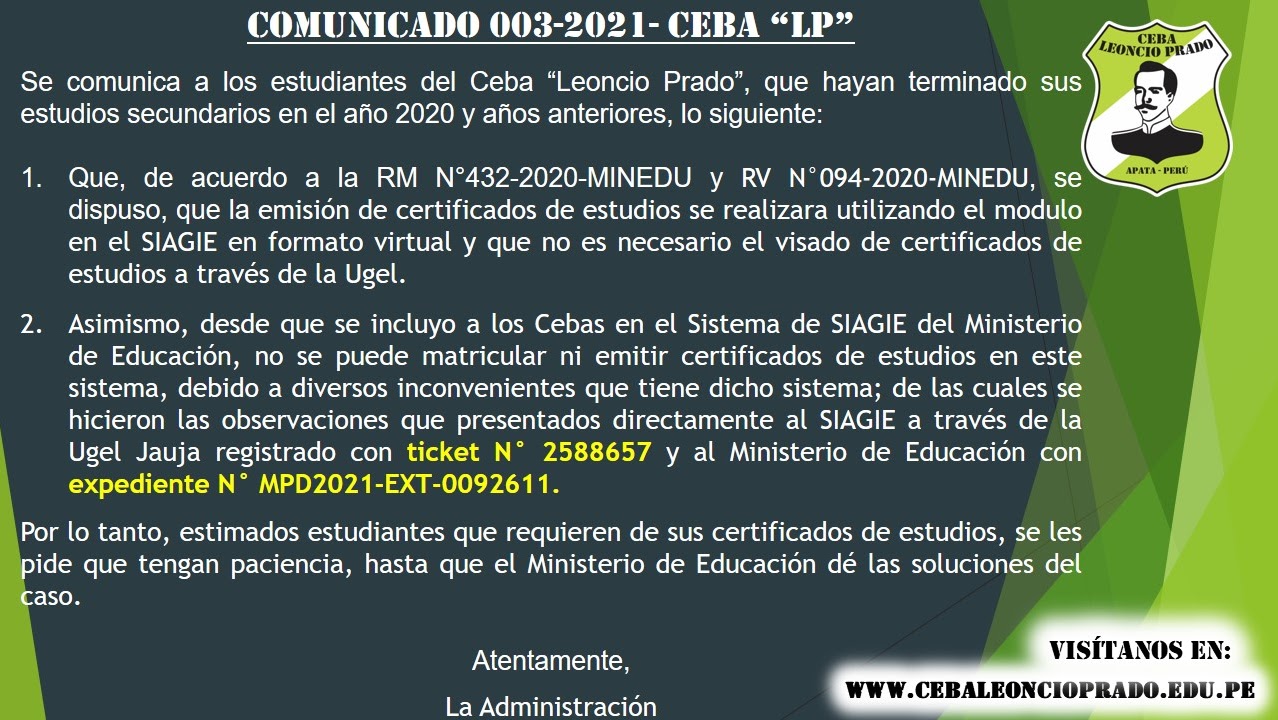 COMUNICADO 003-2021- CEBA “LP”
CEBA
LEONCIO PRADO
APATA - PERÚ
Se comunica a los estudiantes del Ceba “Leoncio Prado”, que hayan terminado sus
estudios secundarios en el año 2020 y años anteriores, lo siguiente:
1. Que, de acuerdo a la RM N°432-2020-MINEDU y RV N°094-2020-MINEDU, se
dispuso, que la emisión de certificados de estudios se realizara utilizando el modulo
en el SIAGIE en formato virtual y que no es necesario el visado de certificados de
estudios a través de la Ugel.
2. Asimismo, desde que se incluyo a los Cebas en el Sistema de SIAGIE del Ministerio
de Educación, no se puede matricular ni emitir certificados de estudios en este
sistema, debido a diversos inconvenientes que tiene dicho sistema; de las cuales se
hicieron las observaciones que presentados directamente al SIAGIE a través de la
Ugel Jauja registrado con ticket N° 2588657 y al Ministerio de Educación con
expediente N° MPD2021-EXT-0092611.
Por lo tanto, estimados estudiantes que requieren de sus certificados de estudios, se les
pide que tengan paciencia, hasta que el Ministerio de Educación dé las soluciones del
caso.
Atentamente,
La Administración
VISÍTANOS EN:
WWW.CEBALEONCIOPRADO.EDU.PE